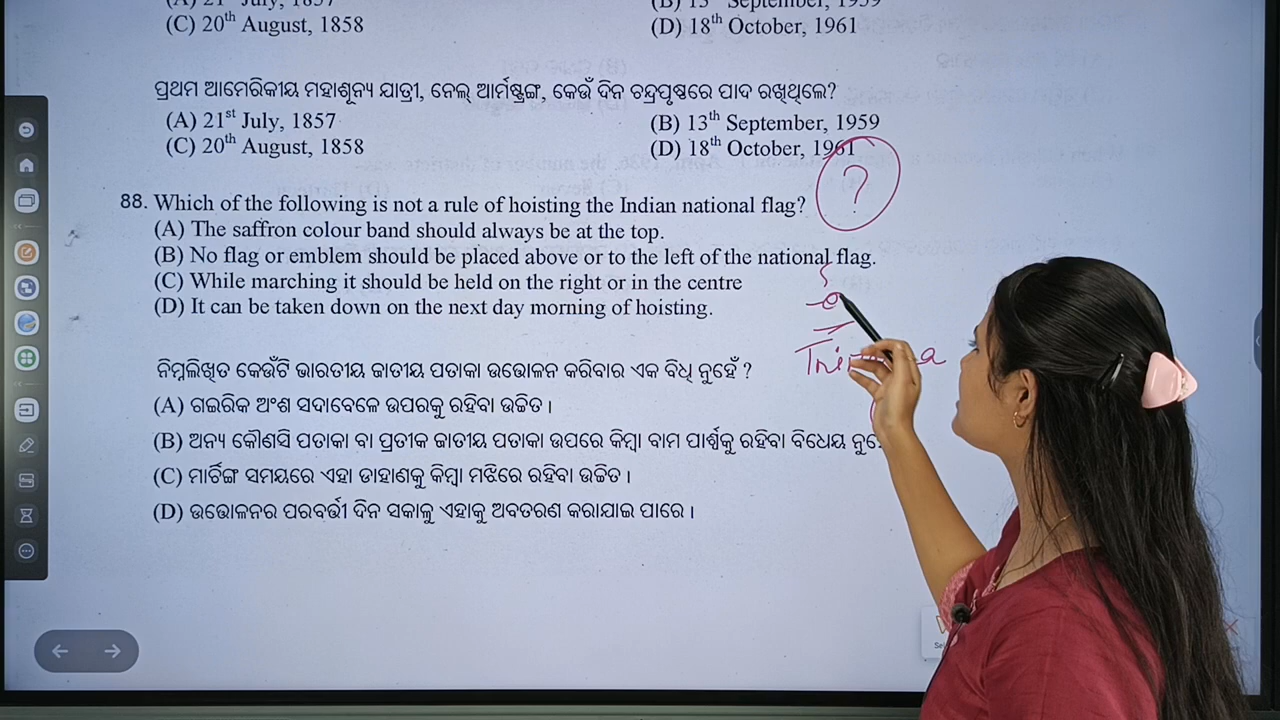 (A) 21st July, 1857 (B) 13th September, 1959
(C) 20th August, 1858 (D) 18th October, 1961
ପ୍ରଥମ ଆମେରିକୀୟ ମହାଶୂନ୍ୟ ଯାତ୍ରୀ, ନେଲ୍ ଆର୍ମଷ୍ଟ୍ରଙ୍ଗ, କେଉଁ ଦିନ ଚନ୍ଦ୍ରପୃଷ୍ଠରେ ପାଦ ରଖିଥିଲେ?
(A) 21st July, 1857 (B) 13th September, 1959
(C) 20th August, 1858 (D) 18th October, 1961
?
88. Which of the following is not a rule of hoisting the Indian national flag?
(A) The saffron colour band should always be at the top.
(B) No flag or emblem should be placed above or to the left of the national flag.
(C) While marching it should be held on the right or in the centre
(D) It can be taken down on the next day morning of hoisting.
ନିମ୍ନଲିଖିତ କେଉଁଟି ଭାରତୀୟ ଜାତୀୟ ପତାକା ଉତ୍ତୋଳନ କରିବାର ଏକ ବିଧି ନୁହେଁ ?
(A) ଗଇରିକ ଅଂଶ ସଦାବେଳେ ଉପରକୁ ରହିବା ଉଚ୍ଚିତ।
(B) ଅନ୍ୟ କୌଣସି ପତାକା ବା ପ୍ରତୀକ ଜାତୀୟ ପତାକା ଉପରେ କିମ୍ବା ବାମ ପାର୍ଶ୍ୱକୁ ରହିବା ବିଧେୟ
(C) ମାର୍ଚିଙ୍ଗ ସମୟରେ ଏହା ଡାହାଣକୁ କିମ୍ବା ମଝିରେ ରହିବା ଉଚ୍ଚିତ।
(D) ଉତ୍ତୋଳନର ପରବର୍ତ୍ତୀ ଦିନ ସକାଳୁ ଏହାକୁ ଅବତରଣ କରାଯାଇ ପାରେ।